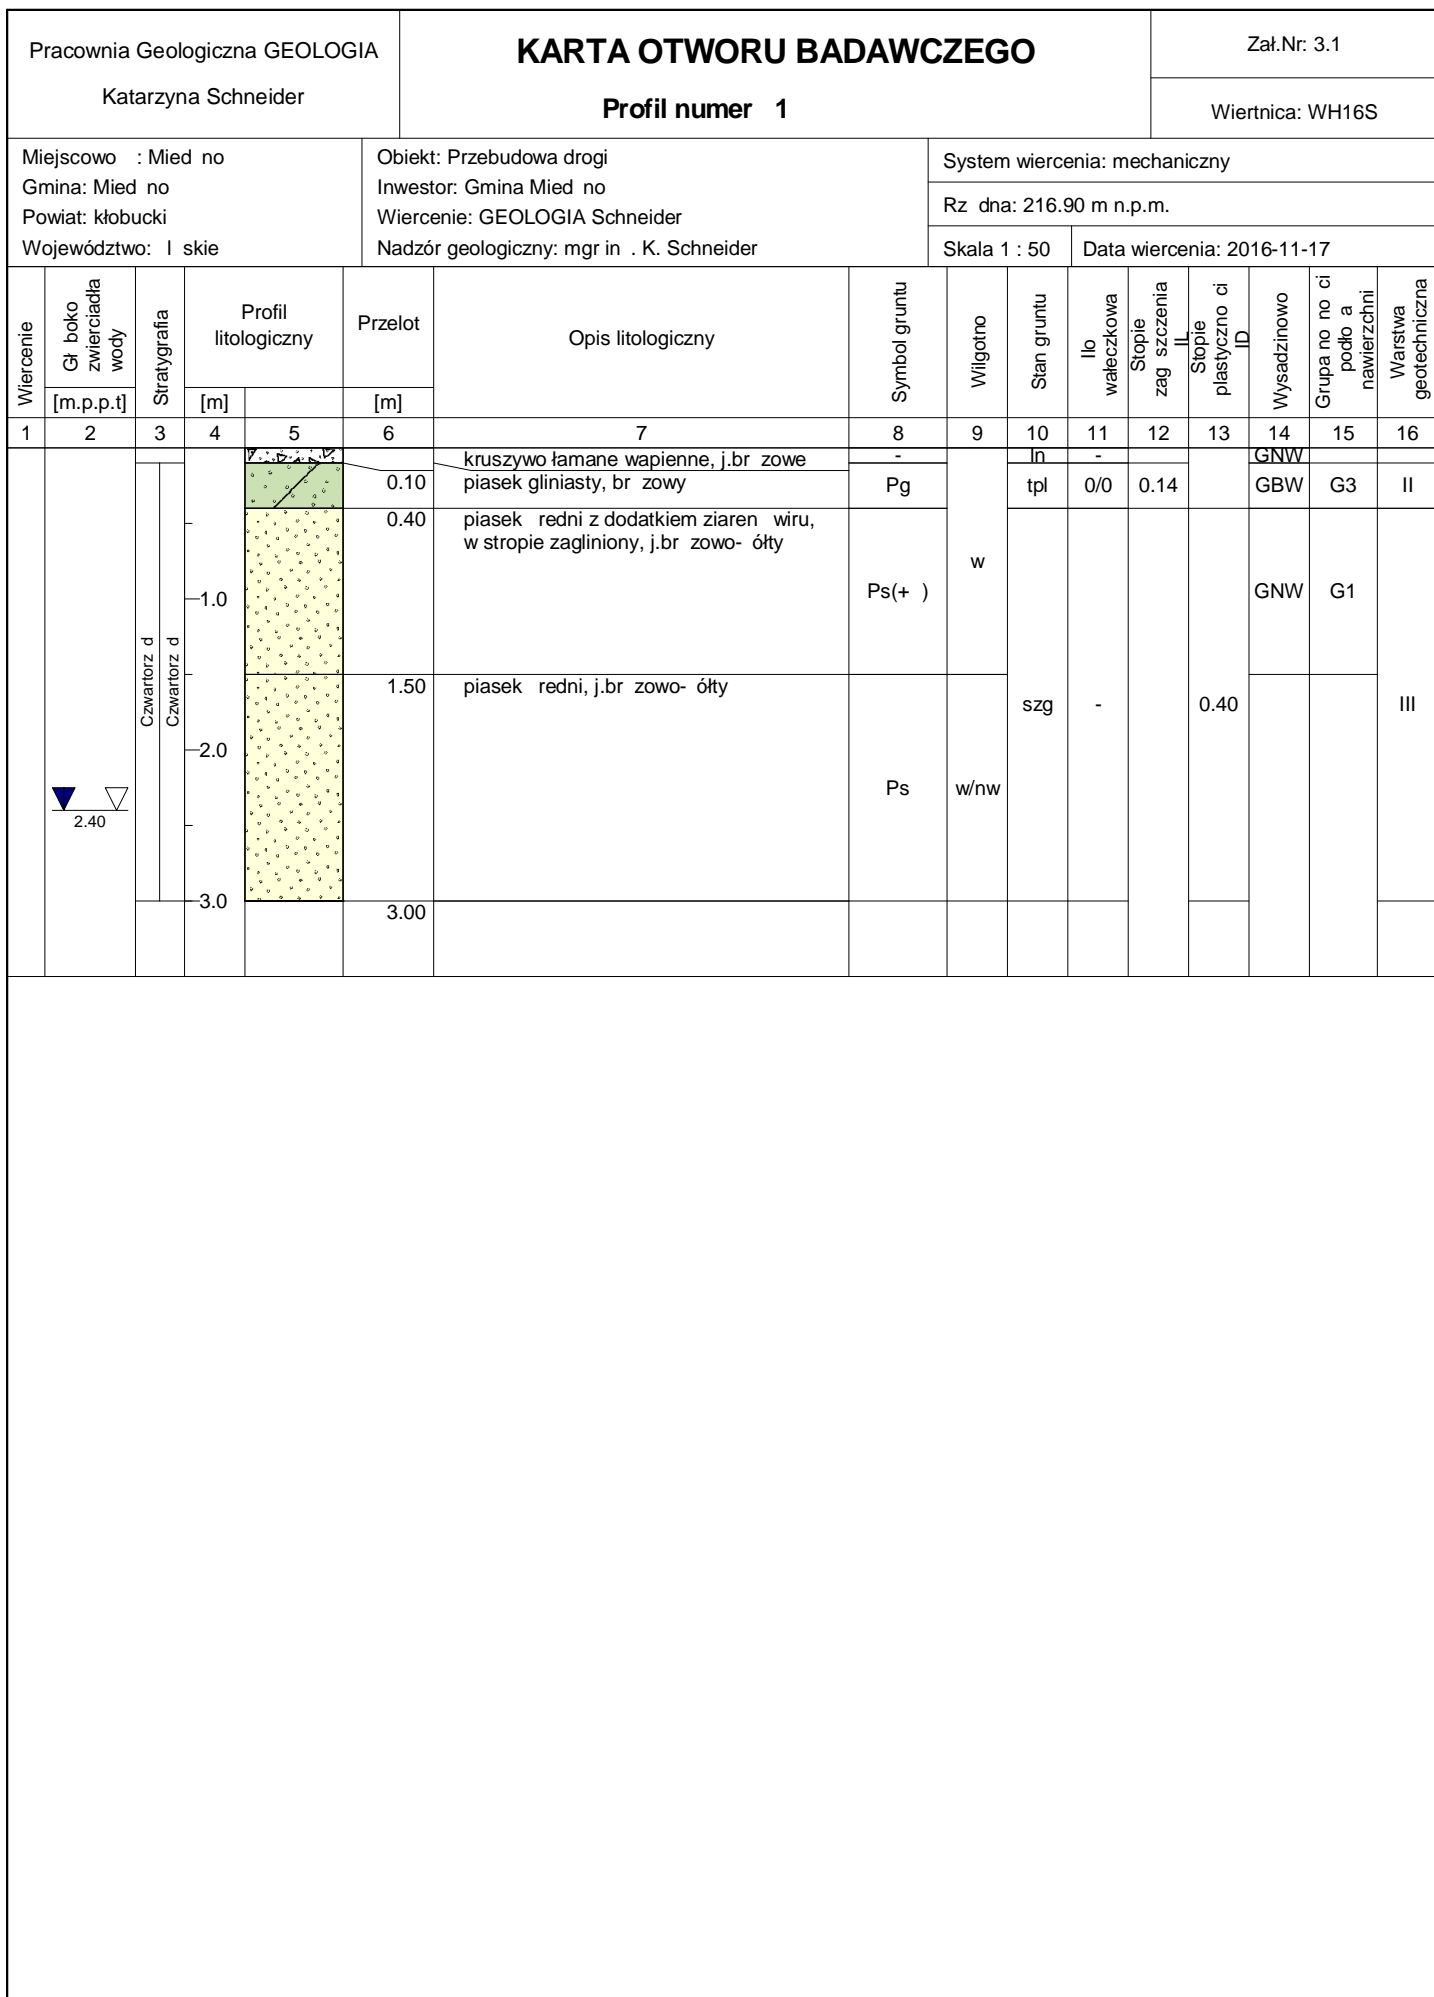 Pracownia Geologiczna GEOLOGIA
Katarzyna Schneider
KARTA OTWORU BADAWCZEGO
Profil numer 1
Zał.Nr: 3.1
Wiertnica: WH16S
Miejscowo : Mied no
Gmina: Mied no
Powiat: kłobucki
Województwo: l skie
Obiekt: Przebudowa drogi
Inwestor: Gmina Mied no
Wiercenie: GEOLOGIA Schneider
Nadzór geologiczny: mgr in . K. Schneider
System wiercenia: mechaniczny
Rz dna: 216.90 m n.p.m.
Skala 1 : 50
Data wiercenia: 2016-11-17
Wiercenie
Gł boko
zwierciadła
wody
[m.p.p.t]
Stratygrafia
Profil
litologiczny
[m]
Przelot
[m]
Opis litologiczny
Symbol gruntu
Wilgotno
Stan gruntu
Ilo
wałeczkowa
Stopie
zag szczenia
IL
Stopie
plastyczno ci
ID
Wysadzinowo
Grupa no no ci
podło a
nawierzchni
Warstwa
geotechniczna
1 2 3 4 5 6 7 8 9 10 11 12 13 14 15 16
kruszywo łamane wapienne, j.br zowe - ln - GNW
0.10 piasek gliniasty, br zowy Pg tpl 0/0 0.14 GBW G3 II
0.40 piasek redni z dodatkiem ziaren wiru,
w stropie zagliniony, j.br zowo- ółty
w
1.0 Ps(+ ) GNW G1
Czwartorz d
Czwartorz d
1.50 piasek redni, j.br zowo- ółty
szg - 0.40 III
2.0
Ps w/nw
2.40
3.0
3.00